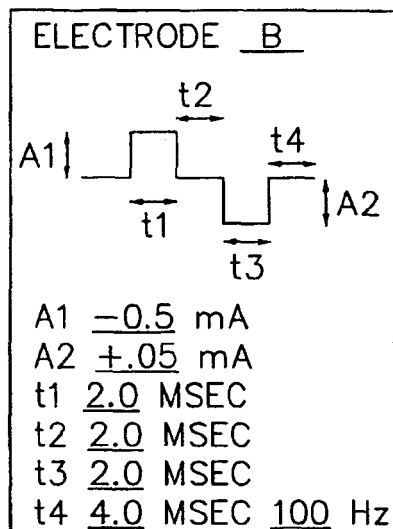 ELECTRODE B
t2
t4
A1
A2
t1
t3
A1 −0.5 mA
A2 +.05 mA
t1 2.0 MSEC
t2 2.0 MSEC
t3 2.0 MSEC
t4 4.0 MSEC 100 Hz